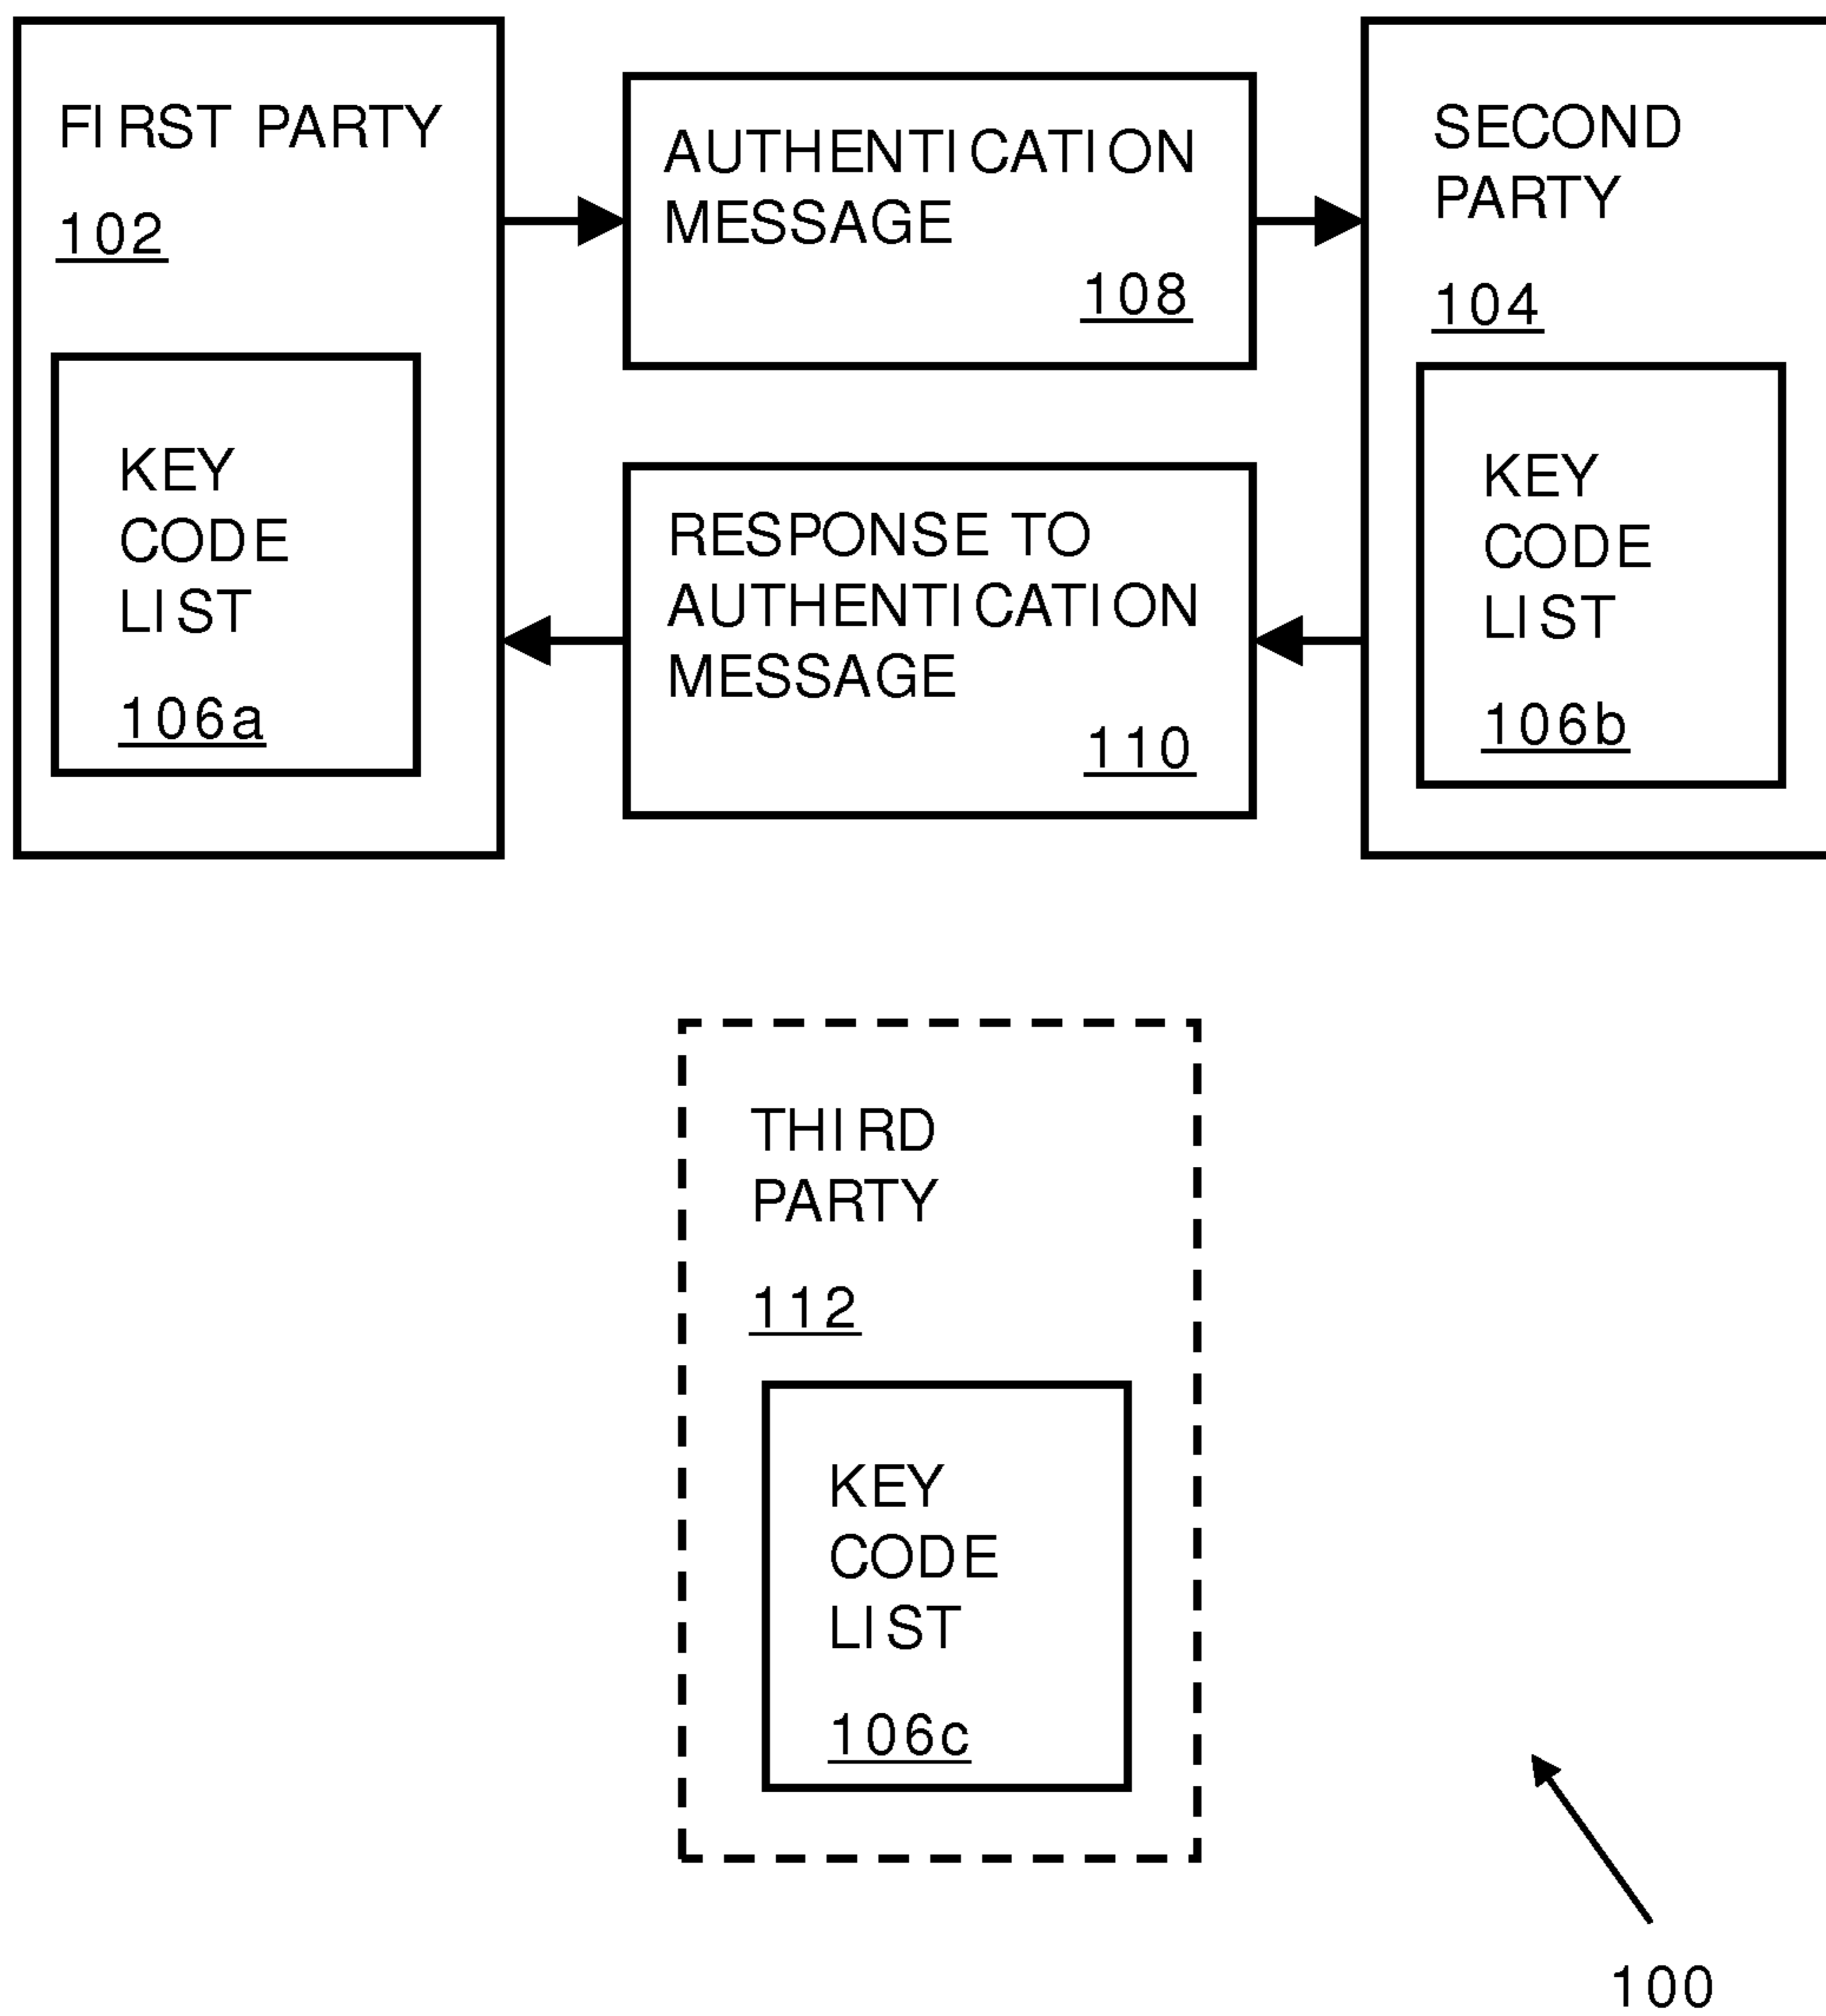 FIRST PARTY
102
KEY
CODE
LIST
106a
AUTHENTICATION
MESSAGE
108
RESPONSE TO
AUTHENTICATION
MESSAGE
110
SECOND
PARTY
104
KEY
CODE
LIST
106b
THIRD
PARTY
112
KEY
CODE
LIST
106c
100